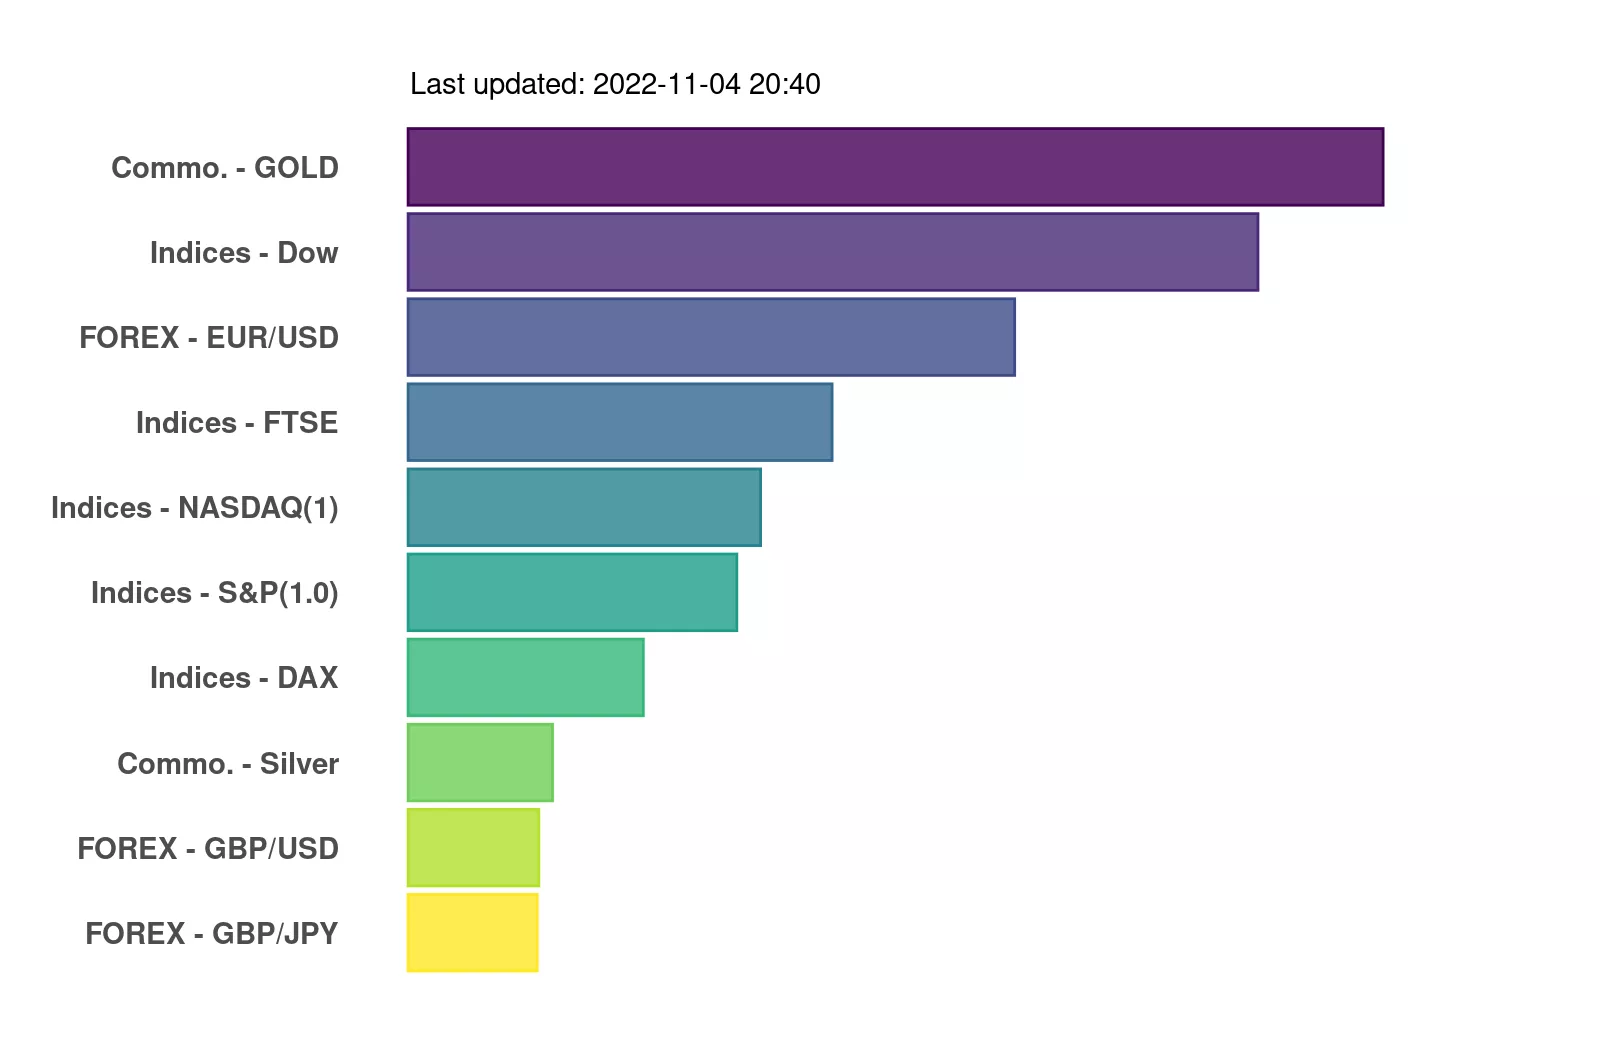 Last updated: 2022-11-04 20:40
Commo. - GOLD
Indices - Dow
FOREX - EUR/USD
Indices - FTSE
Indices - NASDAQ(1)
Indices - S&P(1.0)
Indices - DAX
Commo. - Silver
FOREX - GBP/USD
FOREX - GBP/JPY